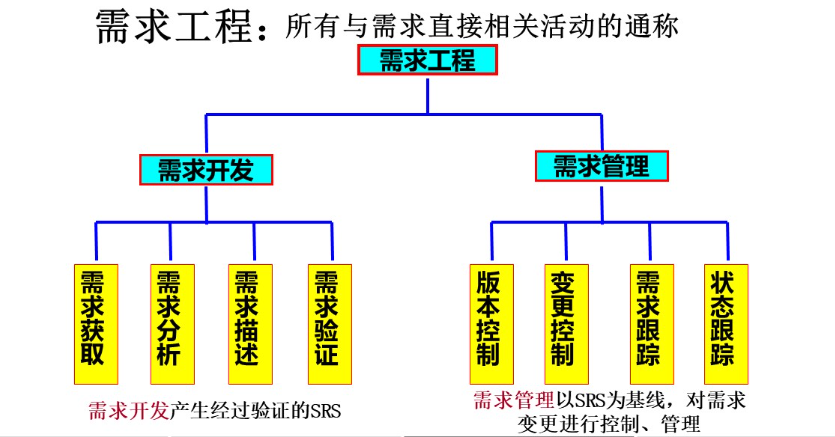 需求工程：所有与需求直接相关活动的通称
需求工程
需求开发
需求管理
需求获取
需求分析
需求描述
需求验证
版本控制
变更控制
需求跟踪
状态跟踪
需求开发产生经过验证的SRS
需求管理以SRS为基线，对需求
变更进行控制、管理